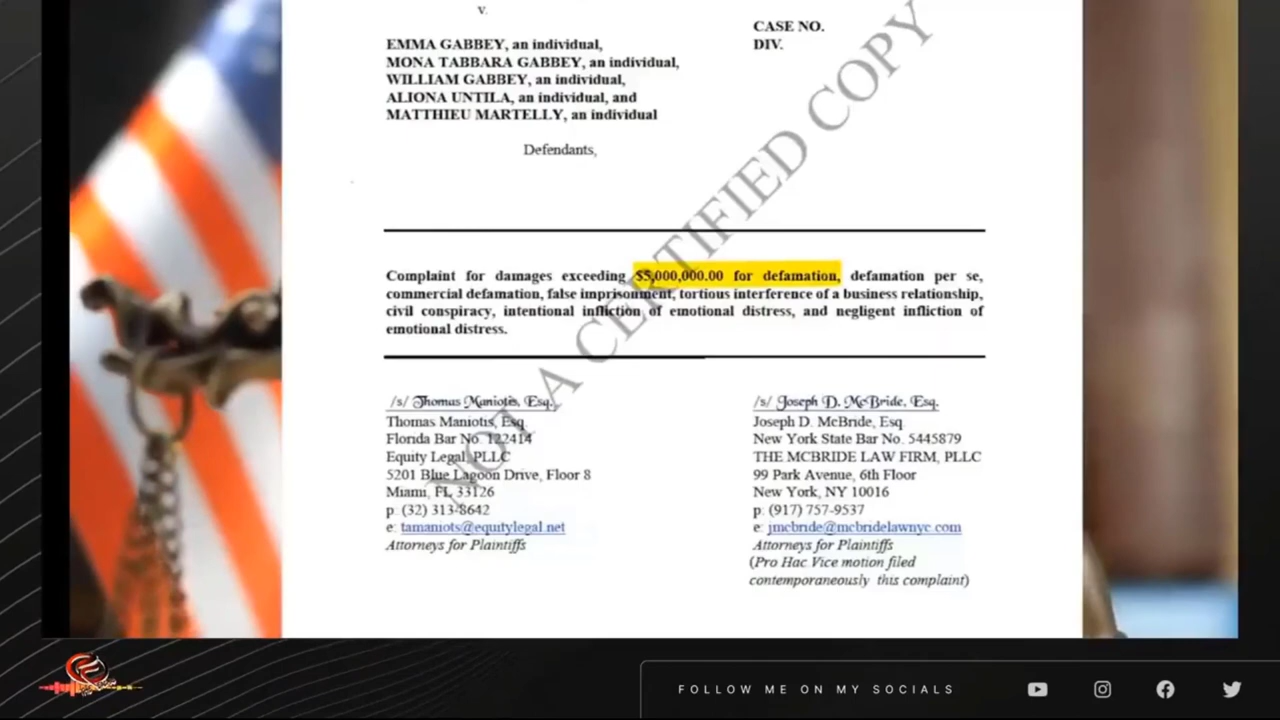 v.
CASE NO.
DIV.
EMMA GABBEY, an individual,
MONA TABBARA GABBEY, an individual,
WILLIAM GABBEY, an individual,
ALIONA UNTILA, an individual, and
MATTHIEU MARTELLY, an individual
Defendants,
NOT A CERTIFIED COPY
Complaint for damages exceeding $5,000,000.00 for defamation, defamation per se,
commercial defamation, false imprisonment, tortious interference of a business relationship,
civil conspiracy, intentional infliction of emotional distress, and negligent infliction of
emotional distress.
/s/ Thomas Maniotis, Esq.
Thomas Maniotis, Esq.
Florida Bar No. 122414
Equity Legal, PLLC
5201 Blue Lagoon Drive, Floor 8
Miami, FL 33126
p: (32) 313-8642
e: tamaniots@equitylegal.net
Attorneys for Plaintiffs
/s/ Joseph D. McBride, Esq.
Joseph D. McBride, Esq.
New York State Bar No. 5445879
THE MCBRIDE LAW FIRM, PLLC
99 Park Avenue, 6th Floor
New York, NY 10016
p: (917) 757-9537
e: jmcbride@mcbridelawnyc.com
Attorneys for Plaintiffs
(Pro Hac Vice motion filed
contemporaneously this complaint)
FOLLOW ME ON MY SOCIALS